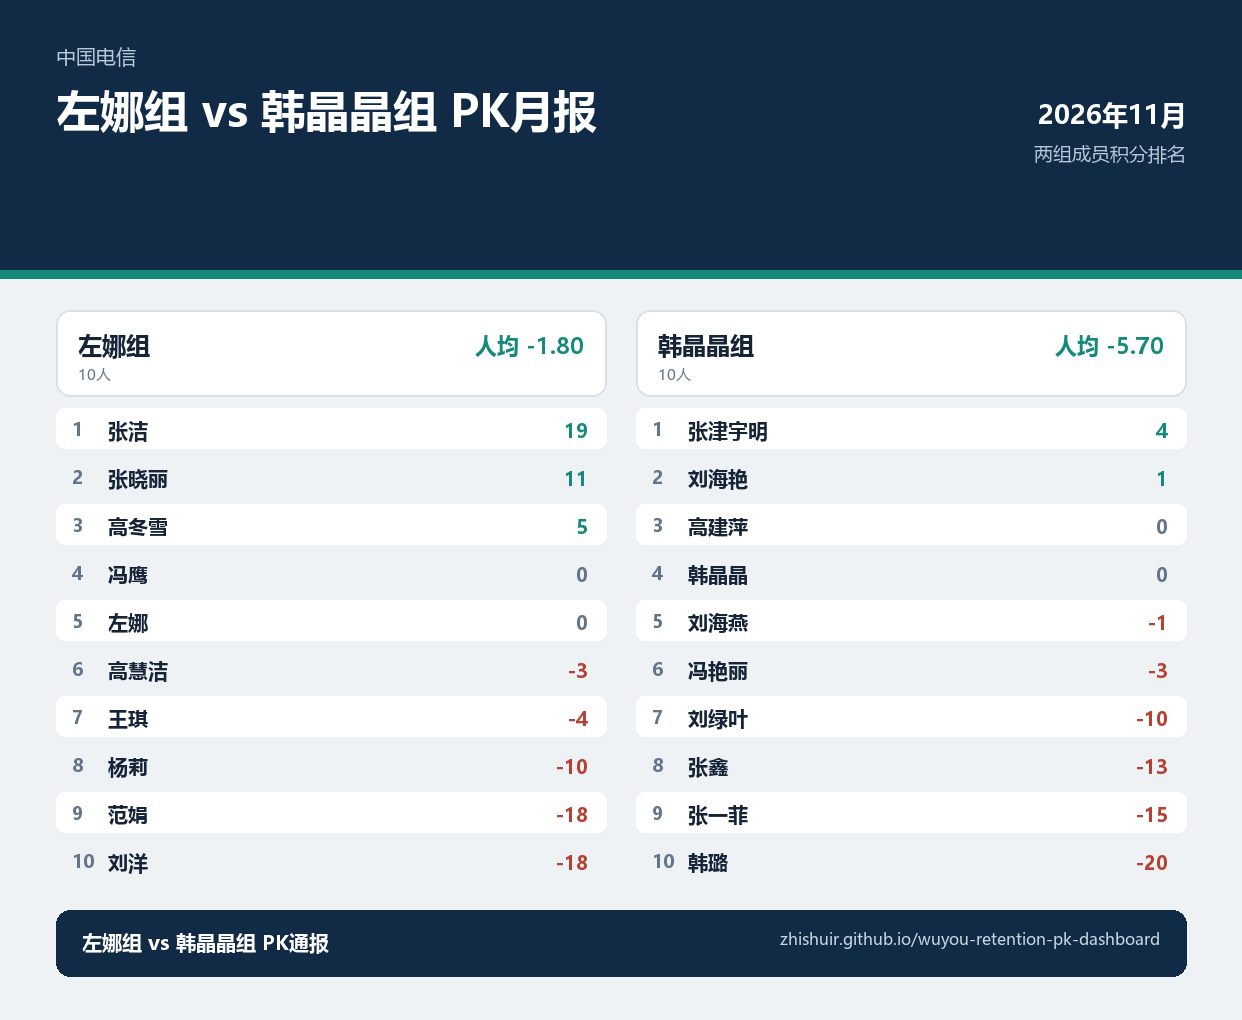 中国电信
左娜组 vs 韩晶晶组 PK月报
2026年11月
两组成员积分排名
左娜组 人均 -1.80
10人
1 张洁 19
2 张晓丽 11
3 高冬雪 5
4 冯鹰 0
5 左娜 0
6 高慧洁 -3
7 王琪 -4
8 杨莉 -10
9 范娟 -18
10 刘洋 -18
韩晶晶组 人均 -5.70
10人
1 张津宇明 4
2 刘海艳 1
3 高建萍 0
4 韩晶晶 0
5 刘海燕 -1
6 冯艳丽 -3
7 刘绿叶 -10
8 张鑫 -13
9 张一菲 -15
10 韩璐 -20
左娜组 vs 韩晶晶组 PK通报
zhishuir.github.io/wuyou-retention-pk-dashboard